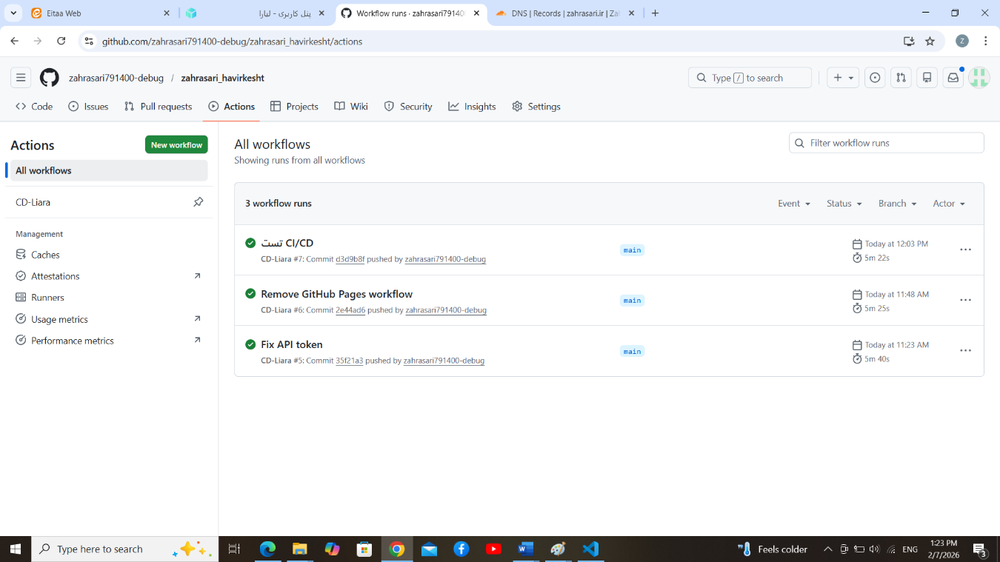 Eitaa Web
پنل کاربری - لیارا
Workflow runs · zahrasari79140
DNS | Records | zahrasari.ir | Za
github.com/zahrasari791400-debug/zahrasari_havirkesht/actions
Z
zahrasari791400-debug / zahrasari_havirkesht
Type / to search
Code
Issues
Pull requests
Actions
Projects
Wiki
Security
Insights
Settings
Actions
New workflow
All workflows
CD-Liara
Management
Caches
Attestations
Runners
Usage metrics
Performance metrics
All workflows
Showing runs from all workflows
Filter workflow runs
3 workflow runs
Event
Status
Branch
Actor
تست CI/CD
CD-Liara #7: Commit d3d9b8f pushed by zahrasari791400-debug
main
Today at 12:03 PM
5m 22s
Remove GitHub Pages workflow
CD-Liara #6: Commit 2e44ad6 pushed by zahrasari791400-debug
main
Today at 11:48 AM
5m 25s
Fix API token
CD-Liara #5: Commit 35f21a3 pushed by zahrasari791400-debug
main
Today at 11:23 AM
5m 40s
Type here to search
Feels colder
ENG
1:23 PM
2/7/2026
3